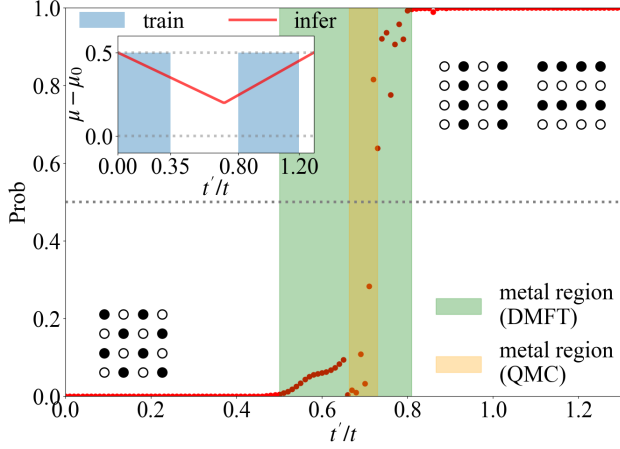 train
infer
μ − μ₀
0.5
0.0
0.00
0.35
0.80
1.20
t′/t
Prob
1.0
0.8
0.6
0.4
0.2
0.0
metal region
(DMFT)
metal region
(QMC)
0.0
0.2
0.4
0.6
0.8
1.0
1.2
t′/t